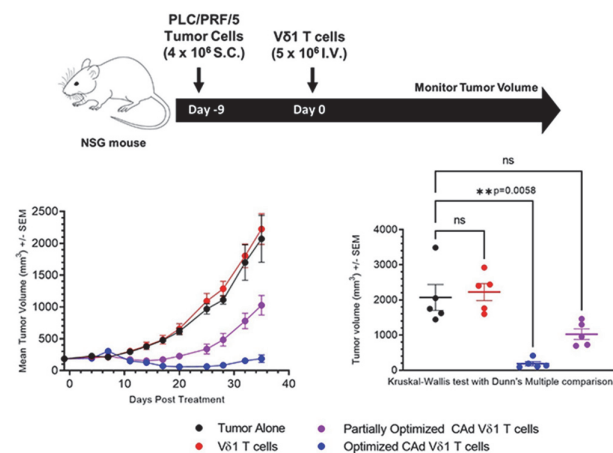 PLC/PRF/5
Tumor Cells
(4 x 10⁶ S.C.)
Vδ1 T cells
(5 x 10⁶ I.V.)
Day -9
Day 0
Monitor Tumor Volume
NSG mouse
Mean Tumor Volume (mm³) +/- SEM
2500
2000
1500
1000
500
0
0
10
20
30
40
Days Post Treatment
ns
**p=0.0058
ns
Tumor volume (mm³) +/- SEM
4000
3000
2000
1000
0
Kruskal-Wallis test with Dunn's Multiple comparison
Tumor Alone
Vδ1 T cells
Partially Optimized CAd Vδ1 T cells
Optimized CAd Vδ1 T cells